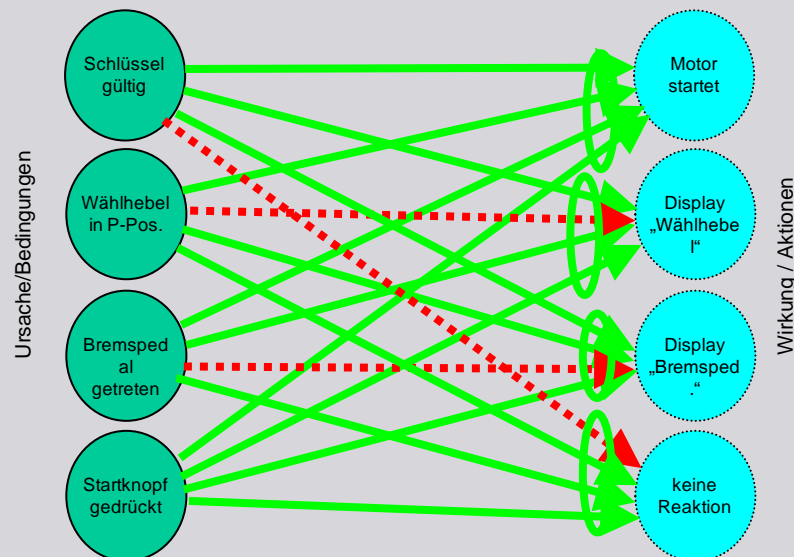 Ursache/Bedingungen
Schlüssel
gültig
Wählhebel
in P-Pos.
Bremsped
al
getreten
Startknopf
gedrückt
Motor
startet
Display
„Wählhebe
l“
Display
„Bremsped
.“
keine
Reaktion
Wirkung / Aktionen